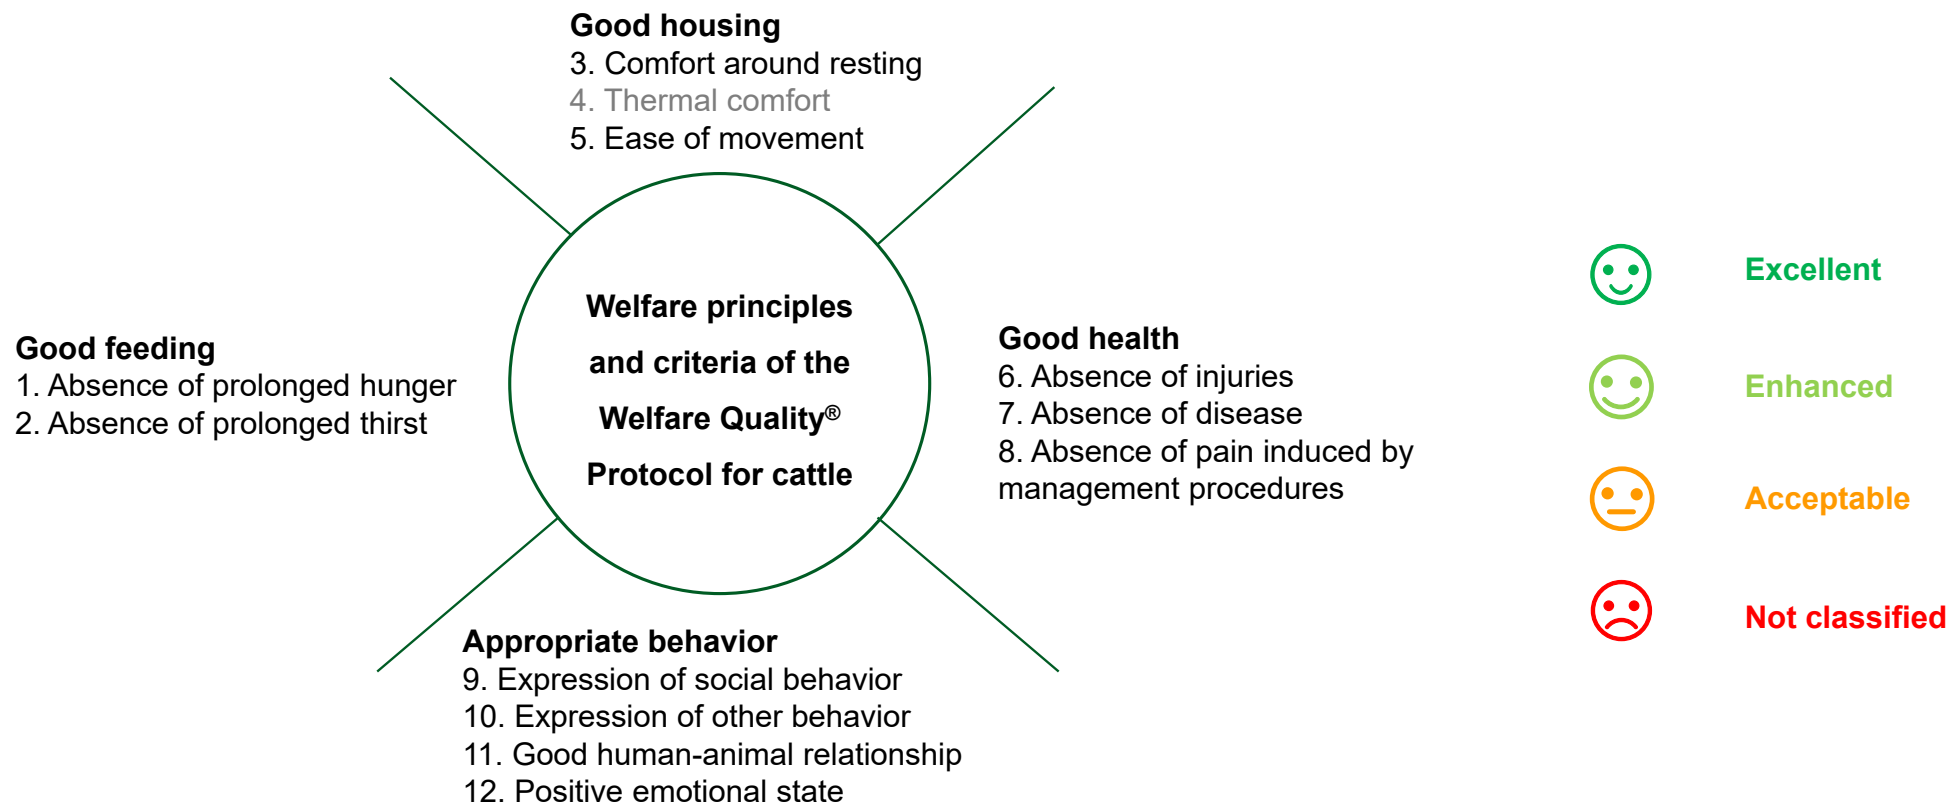 Good housing
3. Comfort around resting
4. Thermal comfort
5. Ease of movement
Good feeding
1. Absence of prolonged hunger
2. Absence of prolonged thirst
Welfare principles
and criteria of the
Welfare Quality®
Protocol for cattle
Good health
6. Absence of injuries
7. Absence of disease
8. Absence of pain induced by
management procedures
Appropriate behavior
9. Expression of social behavior
10. Expression of other behavior
11. Good human-animal relationship
12. Positive emotional state
Excellent
Enhanced
Acceptable
Not classified